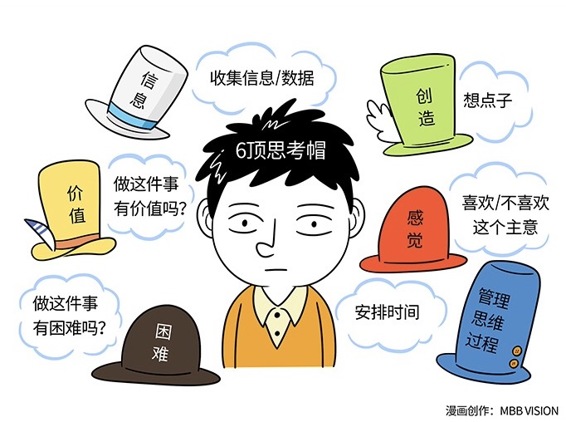 信
息
收集信息/数据
创
造
想点子
6顶思考帽
价
值
做这件事
有价值吗？
感
觉
喜欢/不喜欢
这个主意
做这件事
有困难吗？
困
难
安排时间
管理
思维
过程
漫画创作：MBB VISION